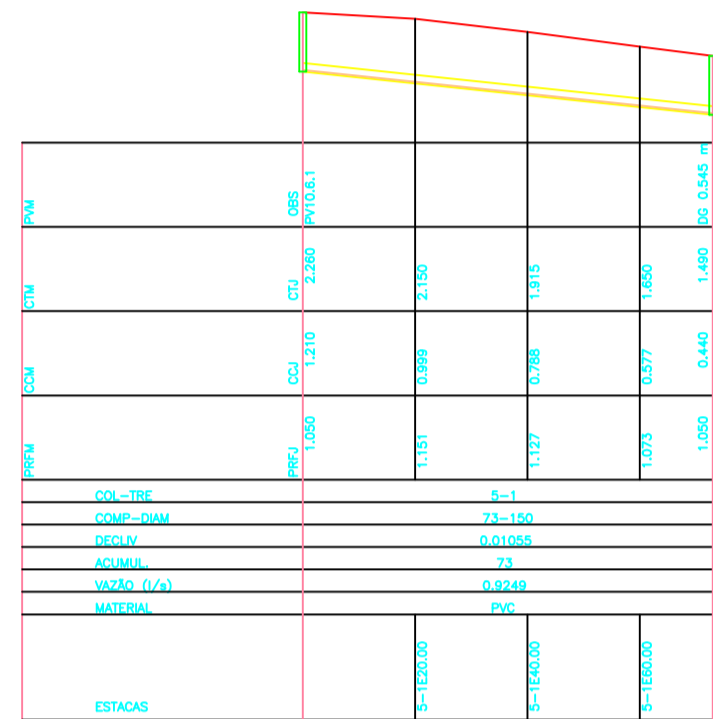 PVM OBS PV10.6.1 DG 0.545 m
CTM CTJ 2.260 2.150 1.915 1.650 1.490
CCM CCJ 1.210 0.999 0.788 0.577 0.440
PRFM PRFJ 1.050 1.151 1.127 1.073 1.050
COL-TRE 5-1
COMP-DIAM 73-150
DECLIV 0.01055
ACUMUL. 73
VAZÃO (l/s) 0.9249
MATERIAL PVC
ESTACAS 5-1E20.00 5-1E40.00 5-1E60.00